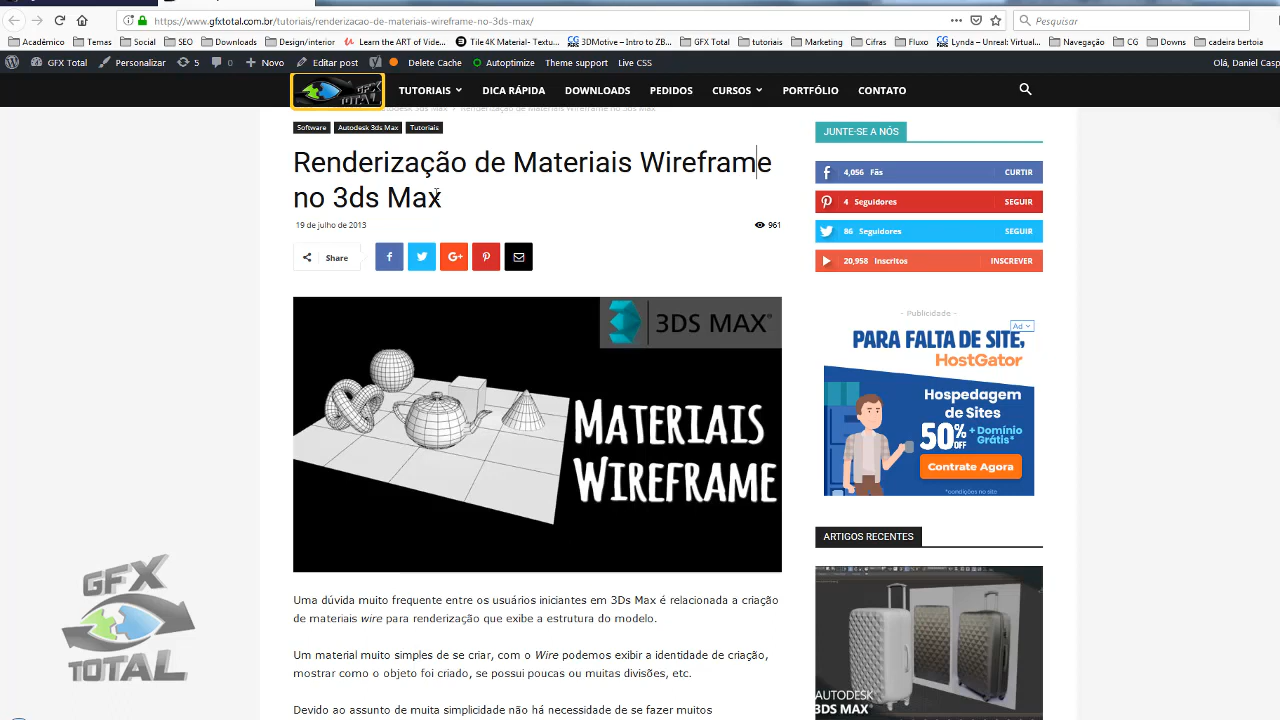 https://www.gfxtotal.com.br/tutoriais/renderizacao-de-materiais-wireframe-no-3ds-max/
Pesquisar
Acadêmico
Temas
Social
SEO
Downloads
Design/interior
Learn the ART of Vide...
Tile 4K Material - Textu...
3DMotive – Intro to ZB...
GFX Total
tutoriais
Marketing
Cifras
Fluxo
Lynda – Unreal: Virtual...
Navegação
CG
Downs
cadeira bertoia
GFX Total
Personalizar
5
0
Novo
Editar post
Delete Cache
Autoptimize
Theme support
Live CSS
Olá, Daniel Casp
GFX TOTAL
TUTORIAIS
DICA RÁPIDA
DOWNLOADS
PEDIDOS
CURSOS
PORTFÓLIO
CONTATO
Software
Autodesk 3ds Max
Tutoriais
Renderização de Materiais Wireframe
no 3ds Max
19 de julho de 2013
961
Share
3DS MAX®
MATERIAIS
WIREFRAME
Uma dúvida muito frequente entre os usuários iniciantes em 3Ds Max é relacionada a criação
de materiais wire para renderização que exibe a estrutura do modelo.
Um material muito simples de se criar, com o Wire podemos exibir a identidade de criação,
mostrar como o objeto foi criado, se possui poucas ou muitas divisões, etc.
Devido ao assunto de muita simplicidade não há necessidade de se fazer muitos
JUNTE-SE A NÓS
4,056 Fãs CURTIR
4 Seguidores SEGUIR
86 Seguidores SEGUIR
20,958 Inscritos INSCREVER
- Publicidade -
Ad
PARA FALTA DE SITE,
HostGator
Hospedagem
de Sites
50% OFF + Domínio Grátis*
Contrate Agora
*condições no site
ARTIGOS RECENTES
AUTODESK
3DS MAX
GFX
TOTAL